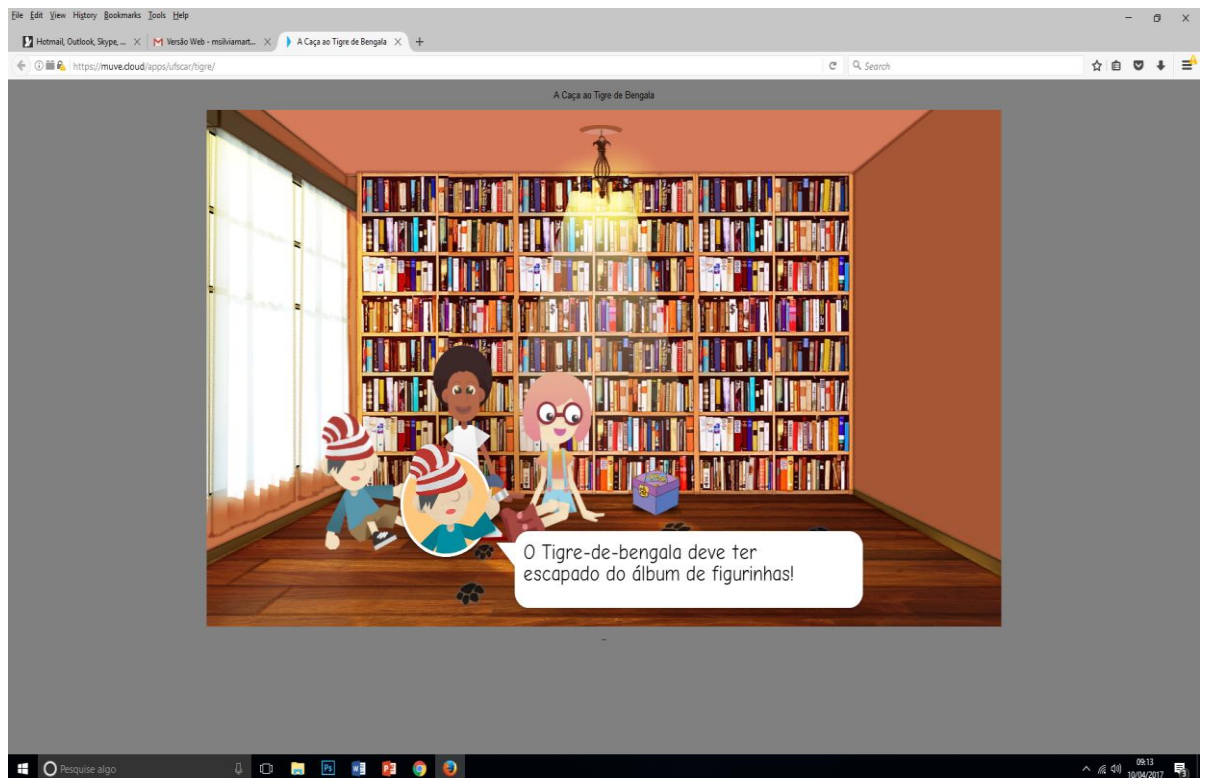 File Edit View History Bookmarks Tools Help
Hotmail, Outlook, Skype, ... Versão Web - msilviamart... A Caça ao Tigre de Bengala
https://muve.cloud/apps/ufscar/tigre/ Search
A Caça ao Tigre de Bengala
O Tigre-de-bengala deve ter
escapado do álbum de figurinhas!
Pesquise algo
09:13
10/04/2017